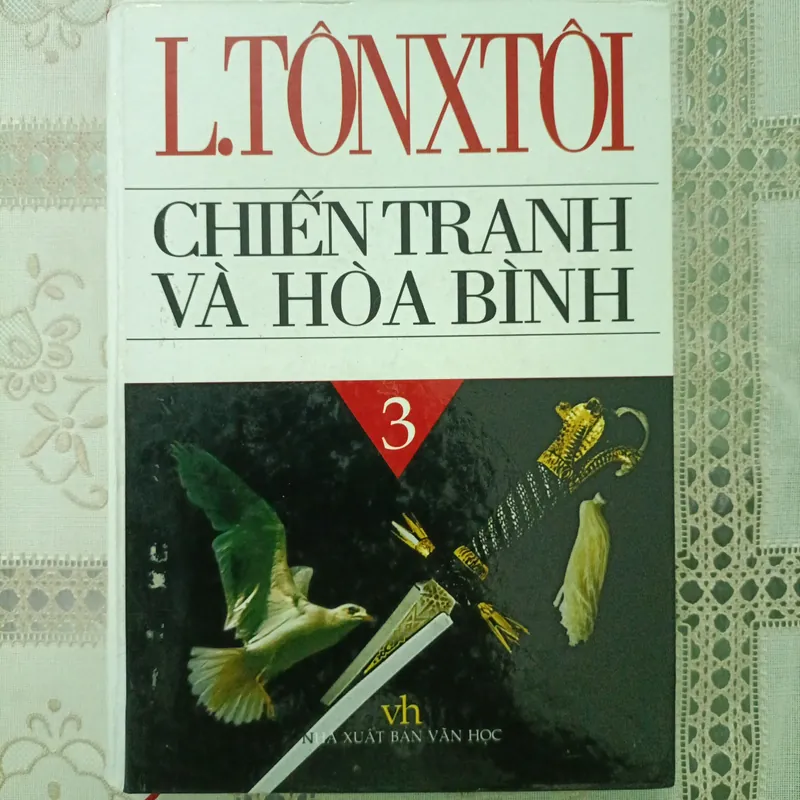 L.TÔNXTÔI
CHIẾN TRANH
VÀ HÒA BÌNH
3
vh
NHÀ XUẤT BẢN VĂN HỌC